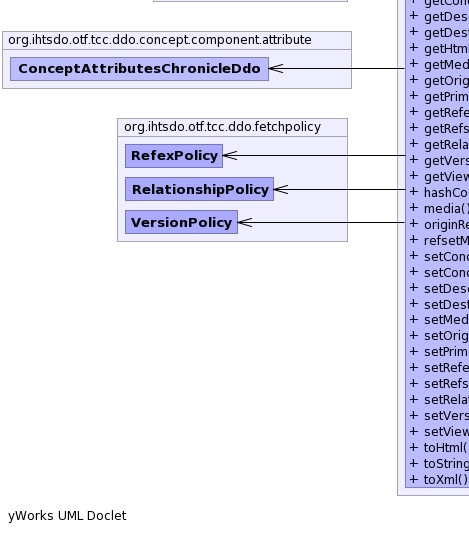 org.ihtsdo.otf.tcc.ddo.concept.component.attribute
ConceptAttributesChronicleDdo
org.ihtsdo.otf.tcc.ddo.fetchpolicy
RefexPolicy
RelationshipPolicy
VersionPolicy
+ getDes
+ getDest
+ getHtml
+ getMed
+ getOrig
+ getPrim
+ getRefe
+ getRefs
+ getRela
+ getVers
+ getView
+ hashCo
+ media()
+ originRe
+ refsetM
+ setConc
+ setConc
+ setDesc
+ setDest
+ setMed
+ setOrig
+ setPrim
+ setRefe
+ setRefs
+ setRelat
+ setVers
+ setView
+ toHtml(
+ toString
+ toXml()
yWorks UML Doclet